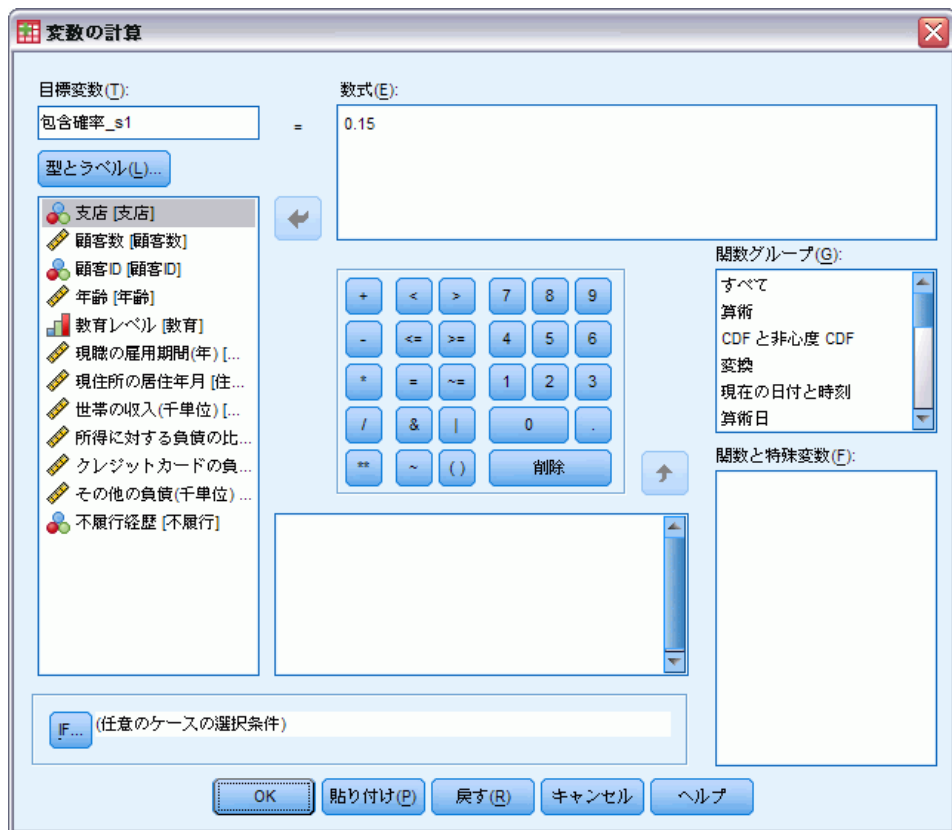 変数の計算
目標変数(T):
包含確率_s1
=
数式(E):
0.15
型とラベル(L)...
支店 [支店]
顧客数 [顧客数]
顧客ID [顧客ID]
年齢 [年齢]
教育レベル [教育]
現職の雇用期間(年) [...
現住所の居住年月 [住...
世帯の収入(千単位) [...
所得に対する負債の比...
クレジットカードの負...
その他の負債(千単位) ...
不履行経歴 [不履行]
+ < > 7 8 9
- <= >= 4 5 6
* = ~= 1 2 3
/ & | 0 .
** ~ ( ) 削除
関数グループ(G):
すべて
算術
CDF と非心度 CDF
変換
現在の日付と時刻
算術日
関数と特殊変数(F):
IF... (任意のケースの選択条件)
OK 貼り付け(P) 戻す(R) キャンセル ヘルプ